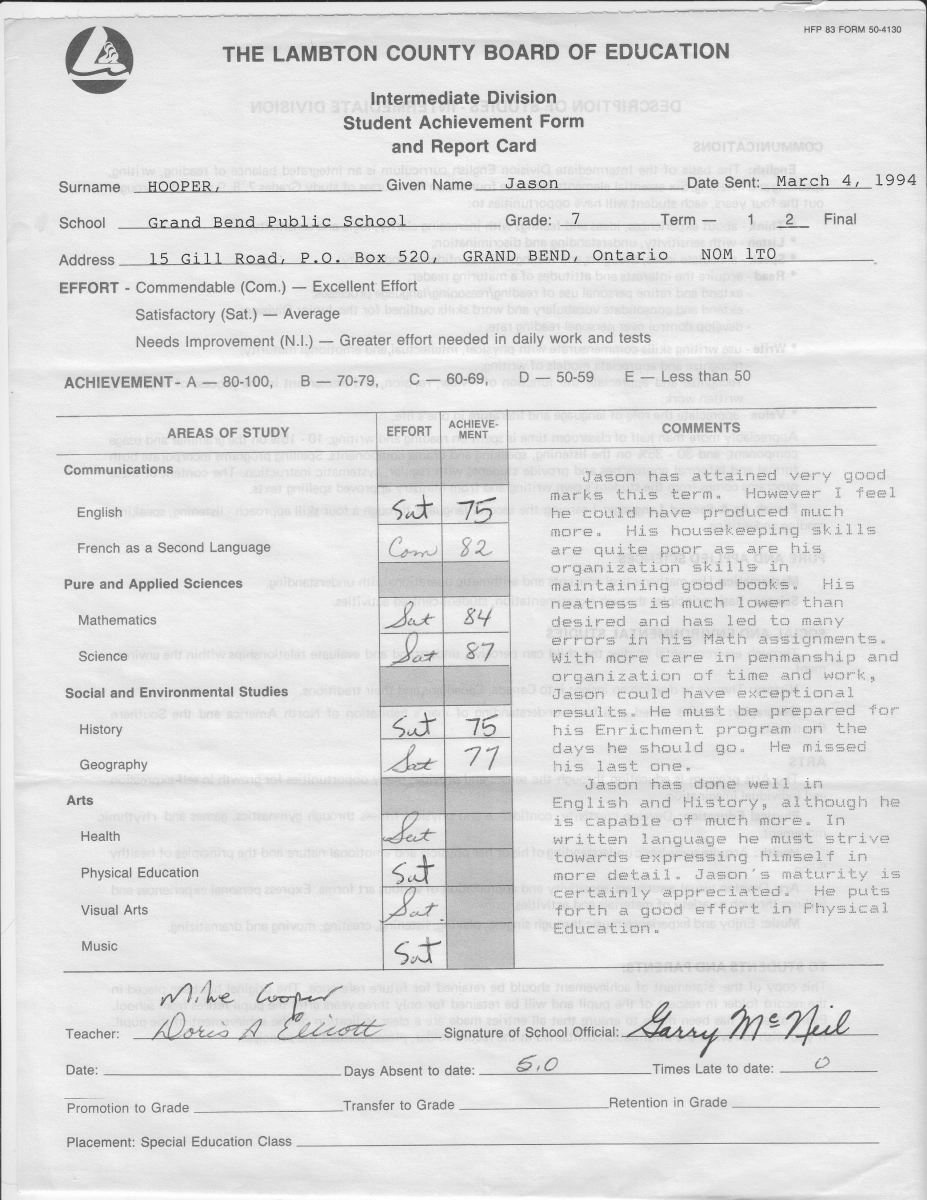 HFP 83 FORM 50-4130
THE LAMBTON COUNTY BOARD OF EDUCATION
Intermediate Division
Student Achievement Form
and Report Card
Surname HOOPER, Given Name Jason Date Sent: March 4, 1994
School Grand Bend Public School Grade: 7 Term — 1 2 Final
Address 15 Gill Road, P.O. Box 520, GRAND BEND, Ontario NOM 1TO
EFFORT - Commendable (Com.) — Excellent Effort
Satisfactory (Sat.) — Average
Needs Improvement (N.I.) — Greater effort needed in daily work and tests
ACHIEVEMENT - A — 80-100, B — 70-79, C — 60-69, D — 50-59 E — Less than 50
AREAS OF STUDY EFFORT ACHIEVE-
MENT COMMENTS
Communications
English Sat 75
French as a Second Language Com 82
Pure and Applied Sciences
Mathematics Sat 84
Science Sat 87
Social and Environmental Studies
History Sat 75
Geography Sat 77
Arts
Health Sat
Physical Education Sat
Visual Arts Sat.
Music Sat
Jason has attained very good
marks this term. However I feel
he could have produced much
more. His housekeeping skills
are quite poor as are his
organization skills in
maintaining good books. His
neatness is much lower than
desired and has led to many
errors in his Math assignments.
With more care in penmanship and
organization of time and work,
Jason could have exceptional
results. He must be prepared for
his Enrichment program on the
days he should go. He missed
his last one.
Jason has done well in
English and History, although he
is capable of much more. In
written language he must strive
towards expressing himself in
more detail. Jason's maturity is
certainly appreciated. He puts
forth a good effort in Physical
Education.
Mike Cooper
Teacher: Doris A Elliott Signature of School Official: Garry McNeil
Date: Days Absent to date: 5.0 Times Late to date: 0
Promotion to Grade Transfer to Grade Retention in Grade
Placement: Special Education Class